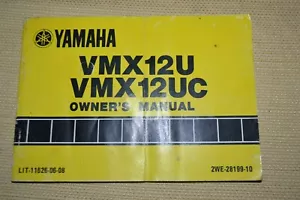 YAMAHA
VMX12U
VMX12UC
OWNER'S MANUAL
LIT-11626-06-08
2WE-28199-10